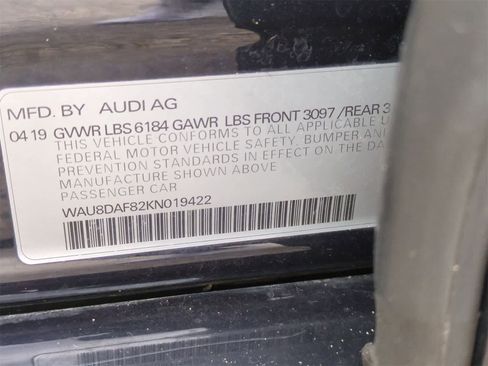 MFD. BY AUDI AG
04 19 GVWR LBS 6184 GAWR LBS FRONT 3097 /REAR 3
THIS VEHICLE CONFORMS TO ALL APPLICABLE
FEDERAL MOTOR VEHICLE SAFETY, BUMPER AND
PREVENTION STANDARDS IN EFFECT ON THE DA
MANUFACTURE SHOWN ABOVE
PASSENGER CAR
WAU8DAF82KN019422